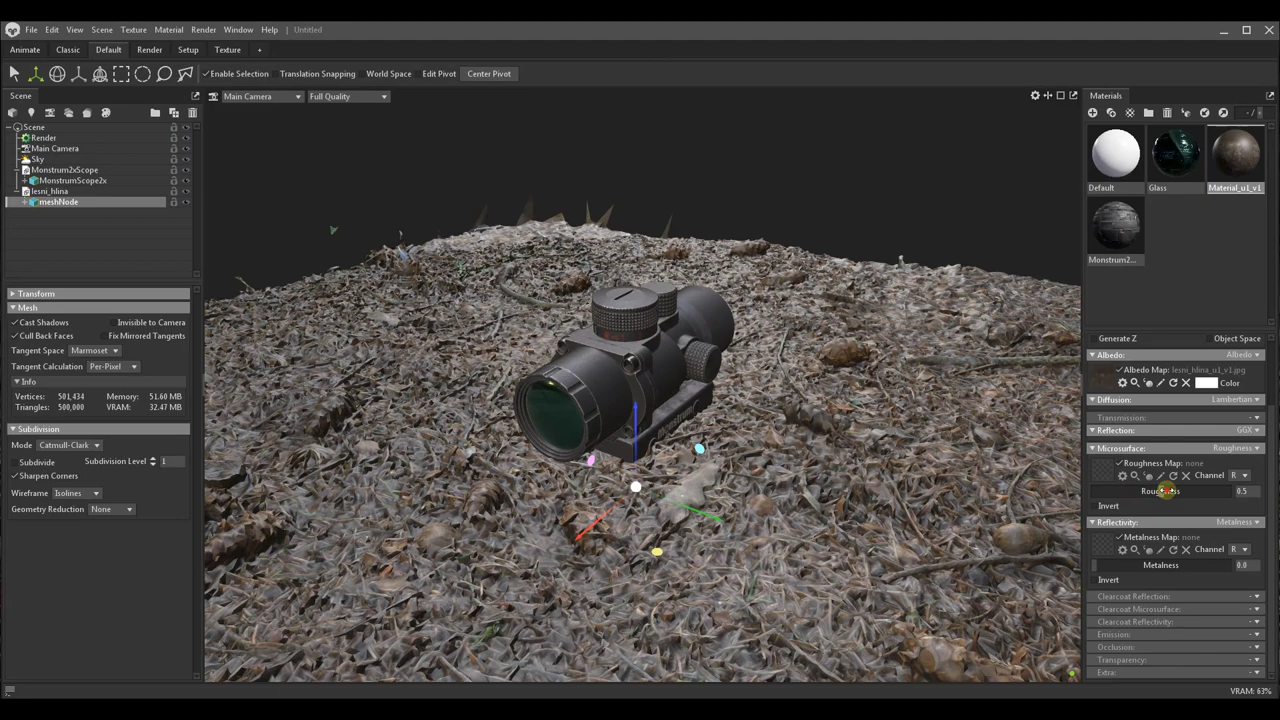 File Edit View Scene Texture Material Render Window Help Untitled
Animate Classic Default Render Setup Texture +
Enable Selection Translation Snapping World Space Edit Pivot Center Pivot
Scene
Main Camera Full Quality
Materials
- /
Scene
Render
Main Camera
Sky
Monstrum2xScope
MonstrumScope2x
lesni_hlina
meshNode
Default Glass Material_u1_v1
Monstrum2...
Transform
Mesh
Cast Shadows Invisible to Camera
Cull Back Faces Fix Mirrored Tangents
Tangent Space Marmoset
Tangent Calculation Per-Pixel
Info
Vertices: 501,434 Memory: 51.60 MB
Triangles: 500,000 VRAM: 32.47 MB
Subdivision
Mode Catmull-Clark
Subdivide Subdivision Level 1
Sharpen Corners
Wireframe Isolines
Geometry Reduction None
Generate Z Object Space
Albedo: Albedo
Albedo Map: lesni_hlina_u1_v1.jpg
Color
Diffusion: Lambertian
Transmission: -
Reflection: GGX
Microsurface: Roughness
Roughness Map: none
Channel R
Roughness 0.5
Invert
Reflectivity: Metalness
Metalness Map: none
Channel R
Metalness 0.0
Invert
Clearcoat Reflection: -
Clearcoat Microsurface: -
Clearcoat Reflectivity: -
Emission: -
Occlusion: -
Transparency: -
Extra: -
VRAM: 63%